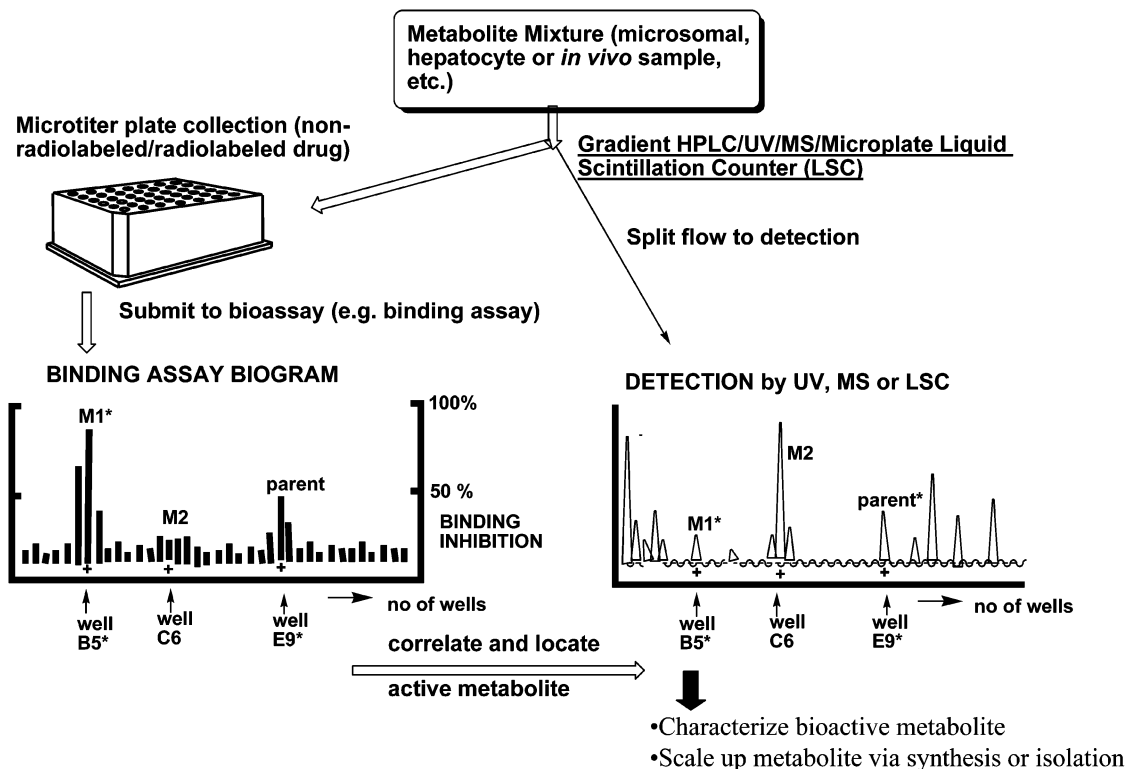 Metabolite Mixture (microsomal,
hepatocyte or in vivo sample,
etc.)
Microtiter plate collection (non-
radiolabeled/radiolabeled drug)
Gradient HPLC/UV/MS/Microplate Liquid
Scintillation Counter (LSC)
Split flow to detection
Submit to bioassay (e.g. binding assay)
BINDING ASSAY BIOGRAM
100%
M1*
50 %
parent
M2
BINDING
INHIBITION
+ + +
well
B5*
well
C6
well
E9*
no of wells
DETECTION by UV, MS or LSC
M2
parent*
M1*
+ + +
well
B5*
well
C6
well
E9*
no of wells
correlate and locate
active metabolite
•Characterize bioactive metabolite
•Scale up metabolite via synthesis or isolation